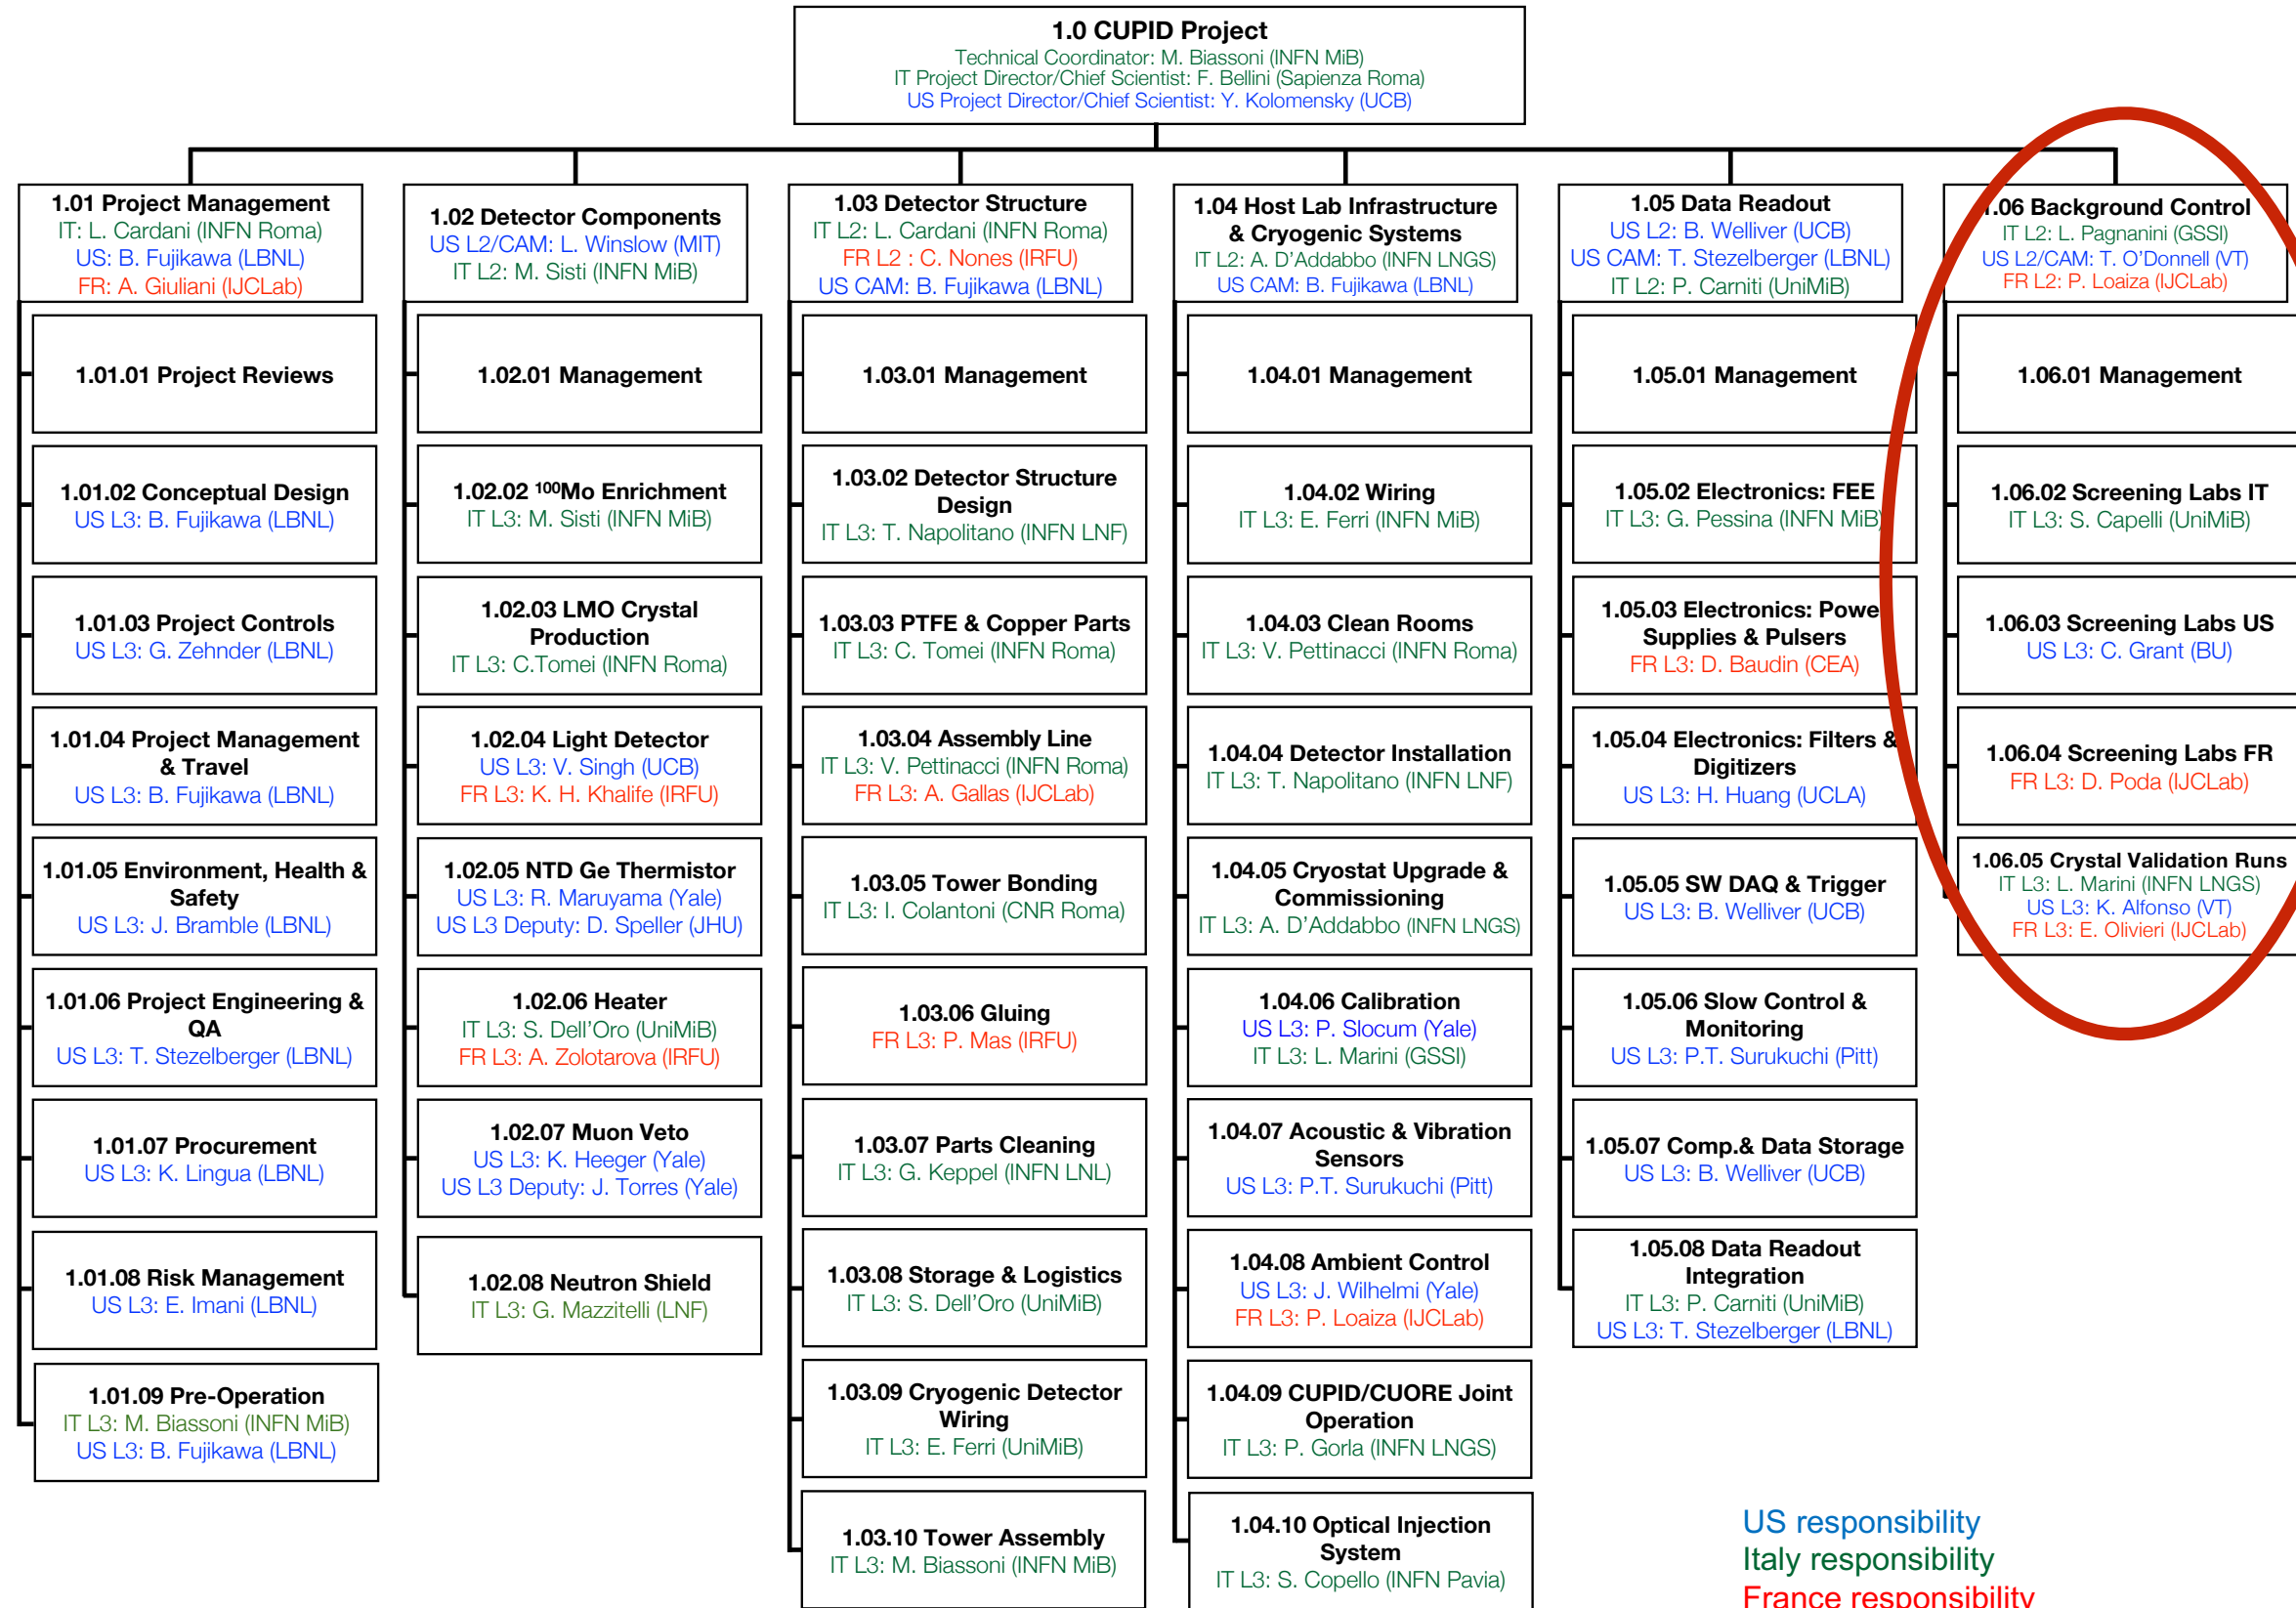 1.0 CUPID Project
Technical Coordinator: M. Biassoni (INFN MiB)
IT Project Director/Chief Scientist: F. Bellini (Sapienza Roma)
US Project Director/Chief Scientist: Y. Kolomensky (UCB)
1.01 Project Management
IT: L. Cardani (INFN Roma)
US: B. Fujikawa (LBNL)
FR: A. Giuliani (IJCLab)
1.01.01 Project Reviews
1.01.02 Conceptual Design
US L3: B. Fujikawa (LBNL)
1.01.03 Project Controls
US L3: G. Zehnder (LBNL)
1.01.04 Project Management
& Travel
US L3: B. Fujikawa (LBNL)
1.01.05 Environment, Health &
Safety
US L3: J. Bramble (LBNL)
1.01.06 Project Engineering &
QA
US L3: T. Stezelberger (LBNL)
1.01.07 Procurement
US L3: K. Lingua (LBNL)
1.01.08 Risk Management
US L3: E. Imani (LBNL)
1.01.09 Pre-Operation
IT L3: M. Biassoni (INFN MiB)
US L3: B. Fujikawa (LBNL)
1.02 Detector Components
US L2/CAM: L. Winslow (MIT)
IT L2: M. Sisti (INFN MiB)
1.02.01 Management
1.02.02 ¹⁰⁰Mo Enrichment
IT L3: M. Sisti (INFN MiB)
1.02.03 LMO Crystal
Production
IT L3: C.Tomei (INFN Roma)
1.02.04 Light Detector
US L3: V. Singh (UCB)
FR L3: K. H. Khalife (IRFU)
1.02.05 NTD Ge Thermistor
US L3: R. Maruyama (Yale)
US L3 Deputy: D. Speller (JHU)
1.02.06 Heater
IT L3: S. Dell'Oro (UniMiB)
FR L3: A. Zolotarova (IRFU)
1.02.07 Muon Veto
US L3: K. Heeger (Yale)
US L3 Deputy: J. Torres (Yale)
1.02.08 Neutron Shield
IT L3: G. Mazzitelli (LNF)
1.03 Detector Structure
IT L2: L. Cardani (INFN Roma)
FR L2 : C. Nones (IRFU)
US CAM: B. Fujikawa (LBNL)
1.03.01 Management
1.03.02 Detector Structure
Design
IT L3: T. Napolitano (INFN LNF)
1.03.03 PTFE & Copper Parts
IT L3: C. Tomei (INFN Roma)
1.03.04 Assembly Line
IT L3: V. Pettinacci (INFN Roma)
FR L3: A. Gallas (IJCLab)
1.03.05 Tower Bonding
IT L3: I. Colantoni (CNR Roma)
1.03.06 Gluing
FR L3: P. Mas (IRFU)
1.03.07 Parts Cleaning
IT L3: G. Keppel (INFN LNL)
1.03.08 Storage & Logistics
IT L3: S. Dell'Oro (UniMiB)
1.03.09 Cryogenic Detector
Wiring
IT L3: E. Ferri (UniMiB)
1.03.10 Tower Assembly
IT L3: M. Biassoni (INFN MiB)
1.04 Host Lab Infrastructure
& Cryogenic Systems
IT L2: A. D'Addabbo (INFN LNGS)
US CAM: B. Fujikawa (LBNL)
1.04.01 Management
1.04.02 Wiring
IT L3: E. Ferri (INFN MiB)
1.04.03 Clean Rooms
IT L3: V. Pettinacci (INFN Roma)
1.04.04 Detector Installation
IT L3: T. Napolitano (INFN LNF)
1.04.05 Cryostat Upgrade &
Commissioning
IT L3: A. D'Addabbo (INFN LNGS)
1.04.06 Calibration
US L3: P. Slocum (Yale)
IT L3: L. Marini (GSSI)
1.04.07 Acoustic & Vibration
Sensors
US L3: P.T. Surukuchi (Pitt)
1.04.08 Ambient Control
US L3: J. Wilhelmi (Yale)
FR L3: P. Loaiza (IJCLab)
1.04.09 CUPID/CUORE Joint
Operation
IT L3: P. Gorla (INFN LNGS)
1.04.10 Optical Injection
System
IT L3: S. Copello (INFN Pavia)
1.05 Data Readout
US L2: B. Welliver (UCB)
US CAM: T. Stezelberger (LBNL)
IT L2: P. Carniti (UniMiB)
1.05.01 Management
1.05.02 Electronics: FEE
IT L3: G. Pessina (INFN MiB)
1.05.03 Electronics: Power
Supplies & Pulsers
FR L3: D. Baudin (CEA)
1.05.04 Electronics: Filters &
Digitizers
US L3: H. Huang (UCLA)
1.05.05 SW DAQ & Trigger
US L3: B. Welliver (UCB)
1.05.06 Slow Control &
Monitoring
US L3: P.T. Surukuchi (Pitt)
1.05.07 Comp.& Data Storage
US L3: B. Welliver (UCB)
1.05.08 Data Readout
Integration
IT L3: P. Carniti (UniMiB)
US L3: T. Stezelberger (LBNL)
1.06 Background Control
IT L2: L. Pagnanini (GSSI)
US L2/CAM: T. O'Donnell (VT)
FR L2: P. Loaiza (IJCLab)
1.06.01 Management
1.06.02 Screening Labs IT
IT L3: S. Capelli (UniMiB)
1.06.03 Screening Labs US
US L3: C. Grant (BU)
1.06.04 Screening Labs FR
FR L3: D. Poda (IJCLab)
1.06.05 Crystal Validation Runs
IT L3: L. Marini (INFN LNGS)
US L3: K. Alfonso (VT)
FR L3: E. Olivieri (IJCLab)
US responsibility
Italy responsibility
France responsibility